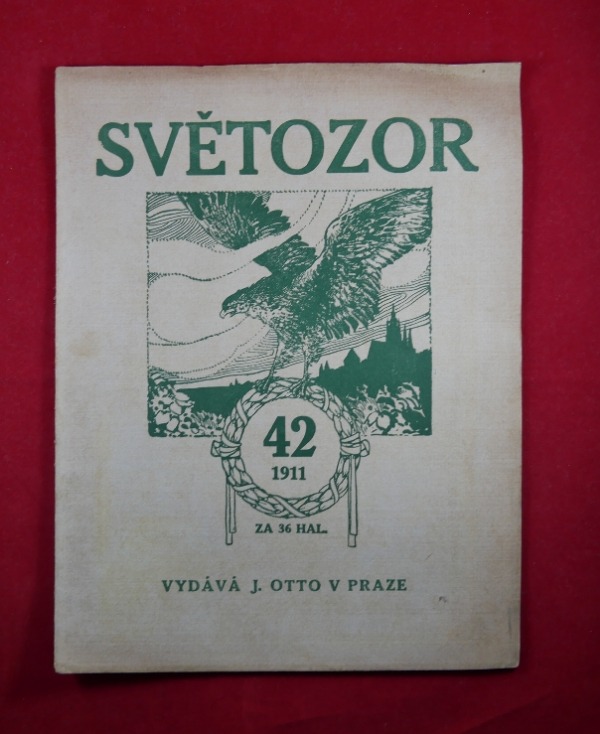 SVĚTOZOR
42
1911
ZA 36 HAL.
VYDÁVÁ J. OTTO V PRAZE